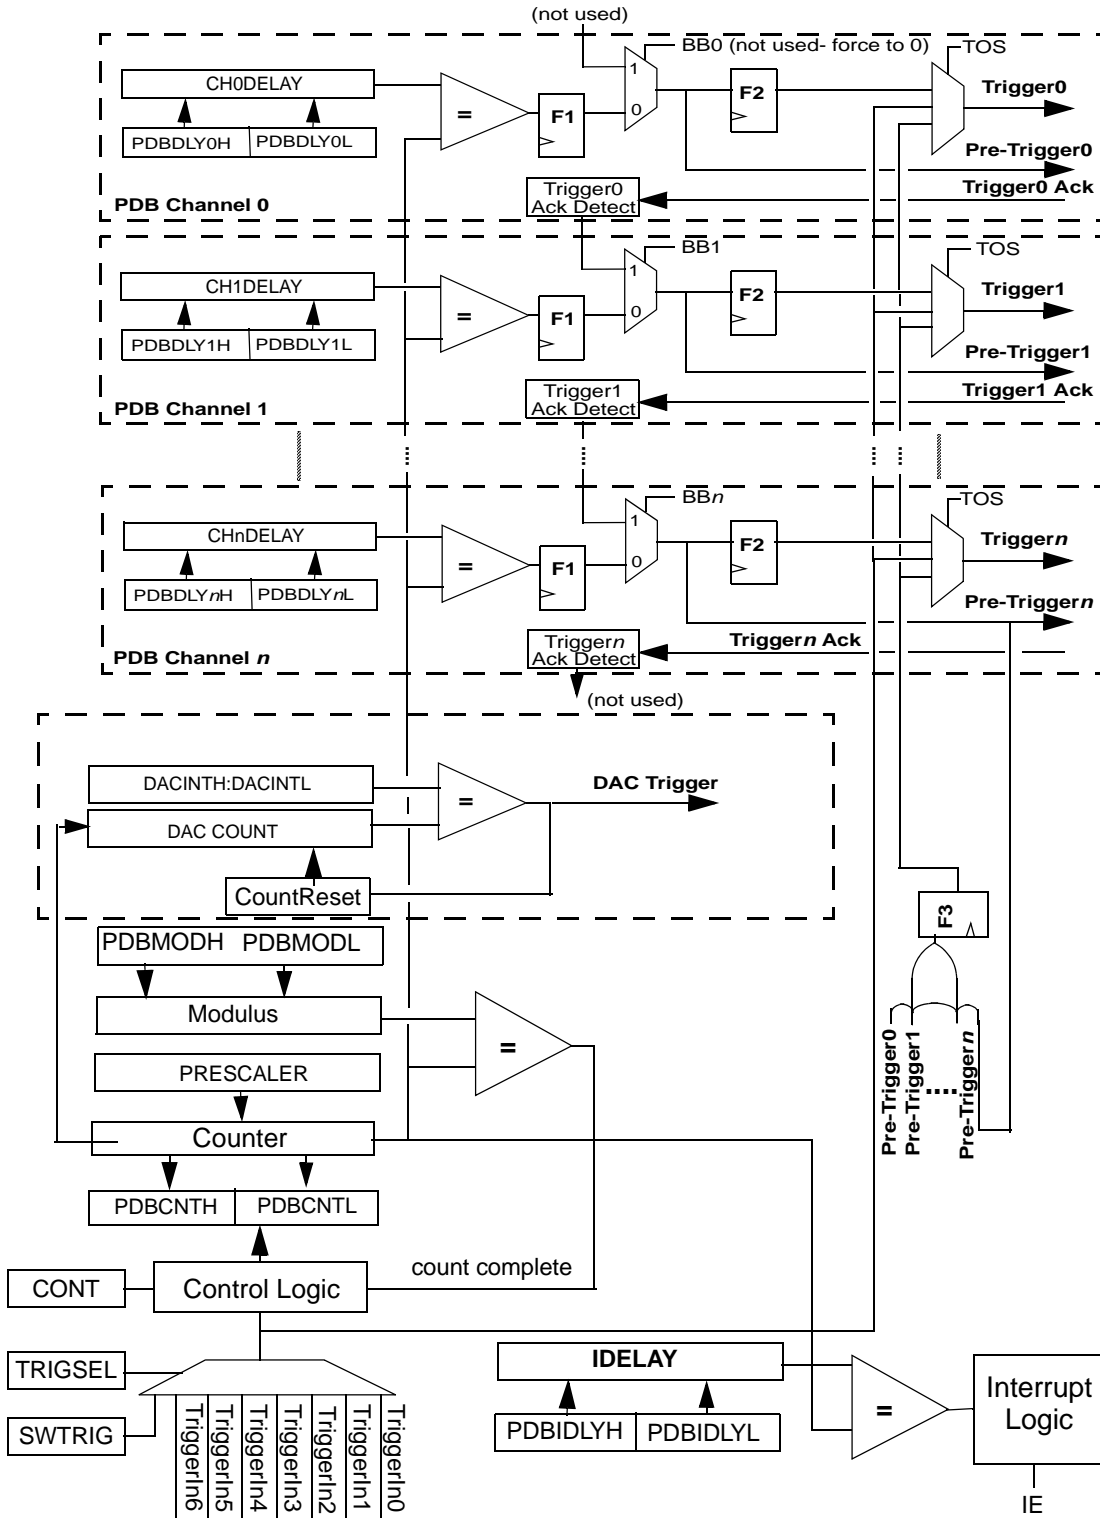 (not used)
BB0 (not used- force to 0)
TOS
CH0DELAY
PDBDLY0H
PDBDLY0L
=
F1
1
0
F2
Trigger0
Pre-Trigger0
Trigger0 Ack
Trigger0
Ack Detect
PDB Channel 0
BB1
TOS
CH1DELAY
PDBDLY1H
PDBDLY1L
=
F1
1
0
F2
Trigger1
Pre-Trigger1
Trigger1 Ack
Trigger1
Ack Detect
PDB Channel 1
BBn
TOS
CHnDELAY
PDBDLYnH
PDBDLYnL
=
F1
1
0
F2
Triggern
Pre-Triggern
Triggern Ack
Triggern
Ack Detect
PDB Channel n
(not used)
DACINTH:DACINTL
DAC COUNT
=
DAC Trigger
CountReset
F3
PDBMODH
PDBMODL
Modulus
=
PRESCALER
Counter
PDBCNTH
PDBCNTL
Pre-Trigger0
Pre-Trigger1
Pre-Triggern
count complete
CONT
Control Logic
TRIGSEL
SWTRIG
TriggerIn6
TriggerIn5
TriggerIn4
TriggerIn3
TriggerIn2
TriggerIn1
TriggerIn0
IDELAY
PDBIDLYH
PDBIDLYL
=
Interrupt
Logic
IE